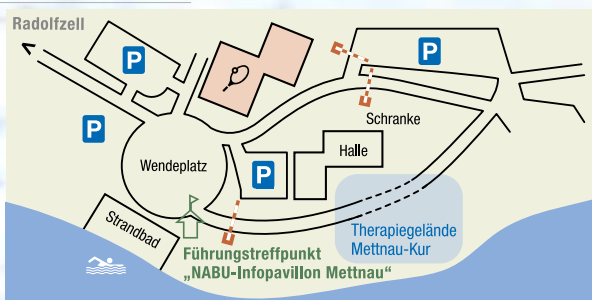 Radolfzell
P
P
P
P
Schranke
Halle
Wendeplatz
Strandbad
Therapiegelände
Mettnau-Kur
Führungstreffpunkt
„NABU-Infopavillon Mettnau“